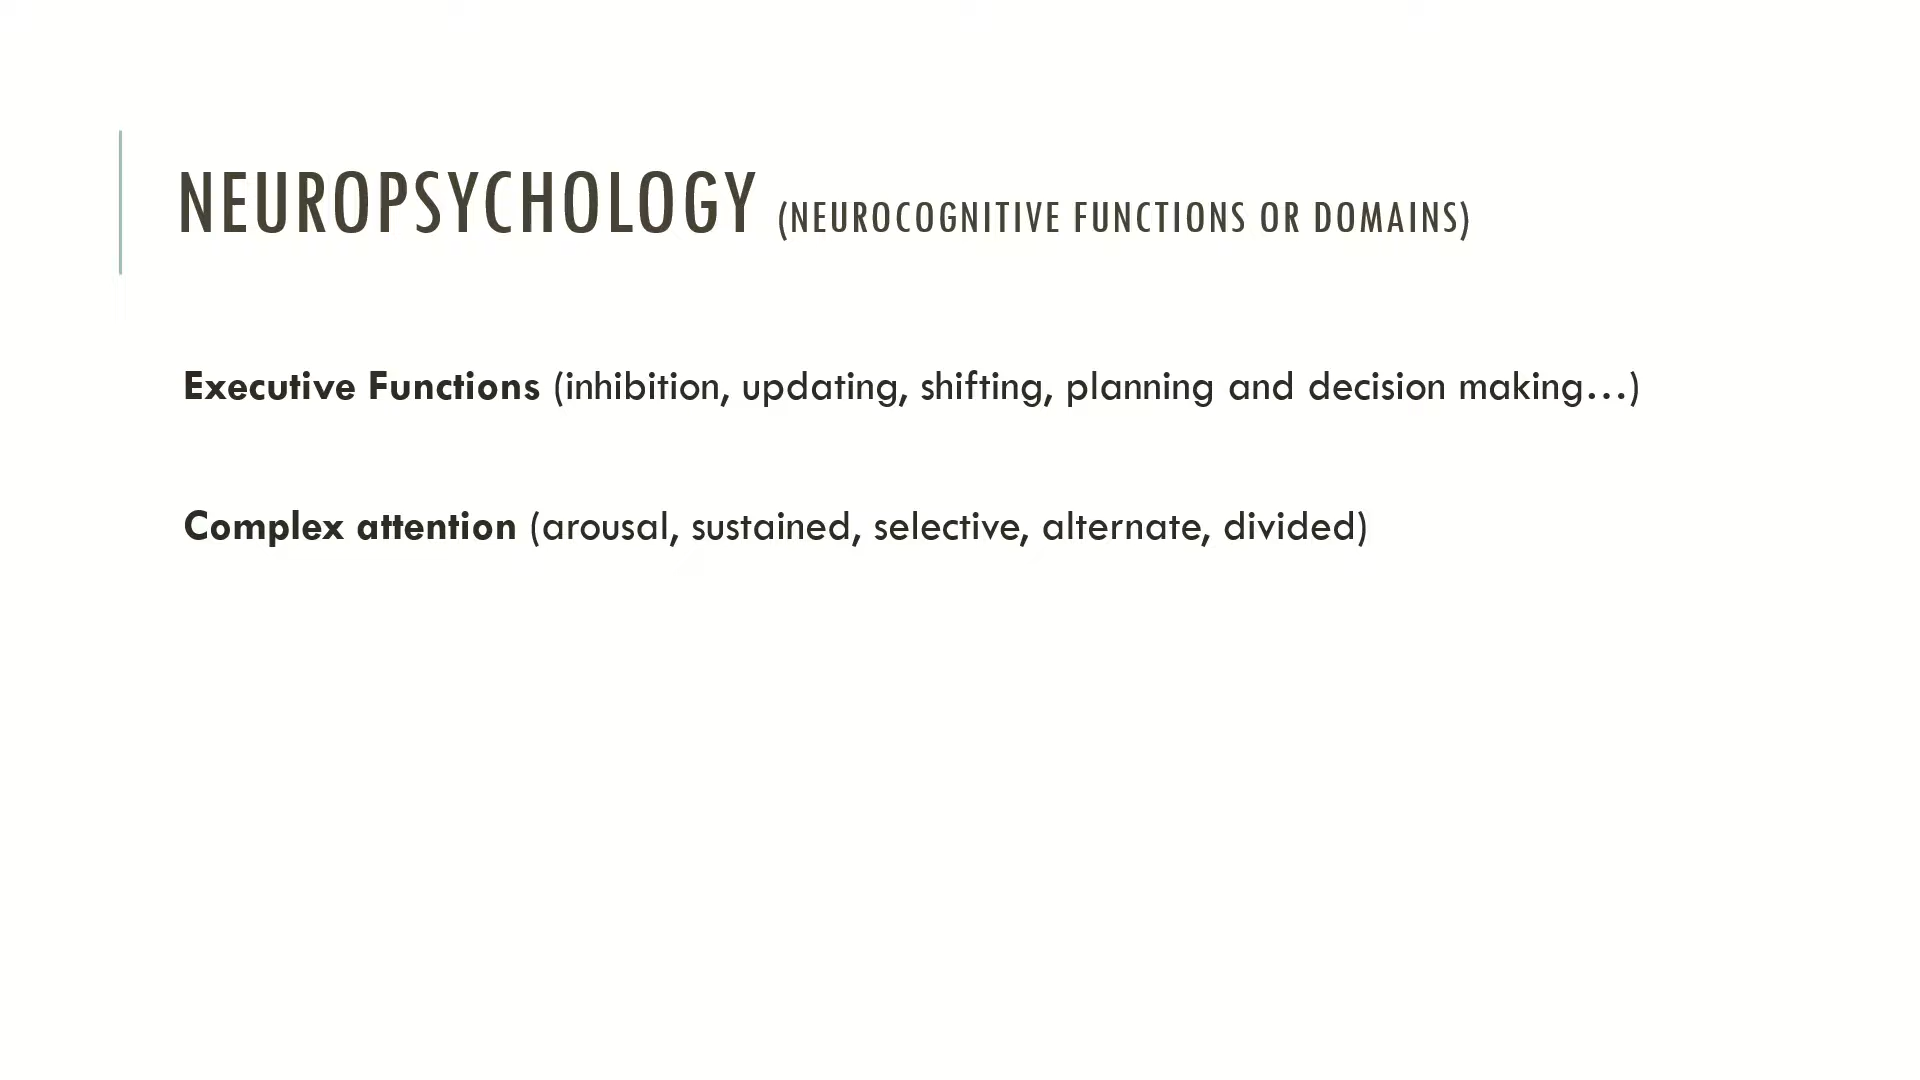 NEUROPSYCHOLOGY (NEUROCOGNITIVE FUNCTIONS OR DOMAINS)
Executive Functions (inhibition, updating, shifting, planning and decision making…)
Complex attention (arousal, sustained, selective, alternate, divided)